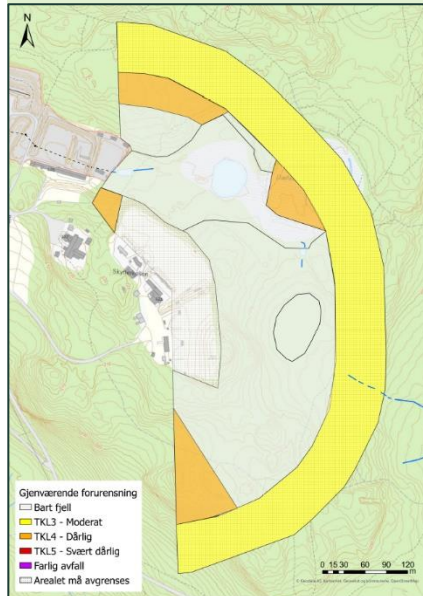 N
Gjenværende forurensning
Bart fjell
TKL3 - Moderat
TKL4 - Dårlig
TKL5 - Svært dårlig
Farlig avfall
Arealet må avgrenses
0 15 30 60 90 120
m